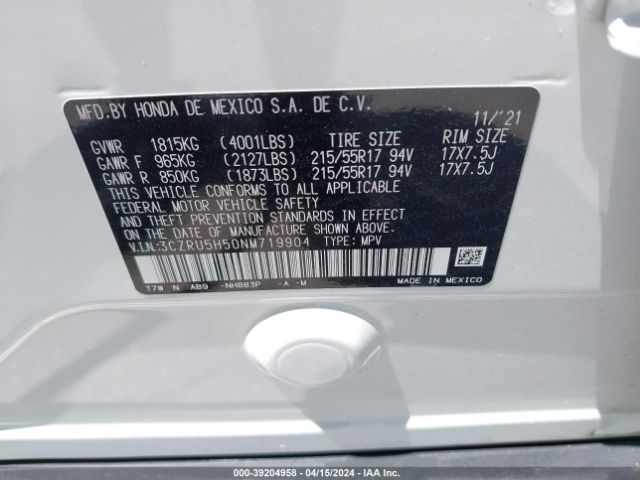 MFD.BY HONDA DE MEXICO S.A. DE C.V. 11/'21
GVWR 1815KG (4001LBS) TIRE SIZE RIM SIZE
GAWR F 965KG (2127LBS) 215/55R17 94V 17X7.5J
GAWR R 850KG (1873LBS) 215/55R17 94V 17X7.5J
THIS VEHICLE CONFORMS TO ALL APPLICABLE
FEDERAL MOTOR VEHICLE SAFETY
AND THEFT PREVENTION STANDARDS IN EFFECT
ON THE DATE OF MANUFACTURE SHOWN ABOVE.
V.I.N:3CZRU5H50NM719904 TYPE: MPV
T7W N AB9 -NH883P -A -M MADE IN MEXICO
000-39204958 - 04/15/2024 - IAA Inc.